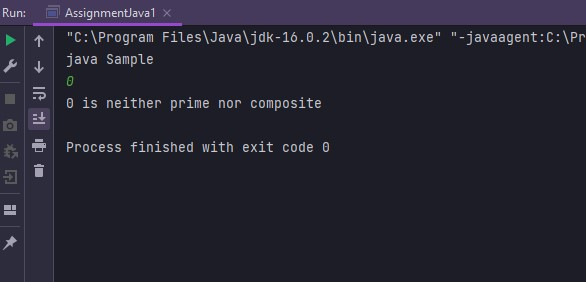 Run: AssignmentJava1
"C:\Program Files\Java\jdk-16.0.2\bin\java.exe" "-javaagent:C:\Pr
java Sample
0
0 is neither prime nor composite
Process finished with exit code 0